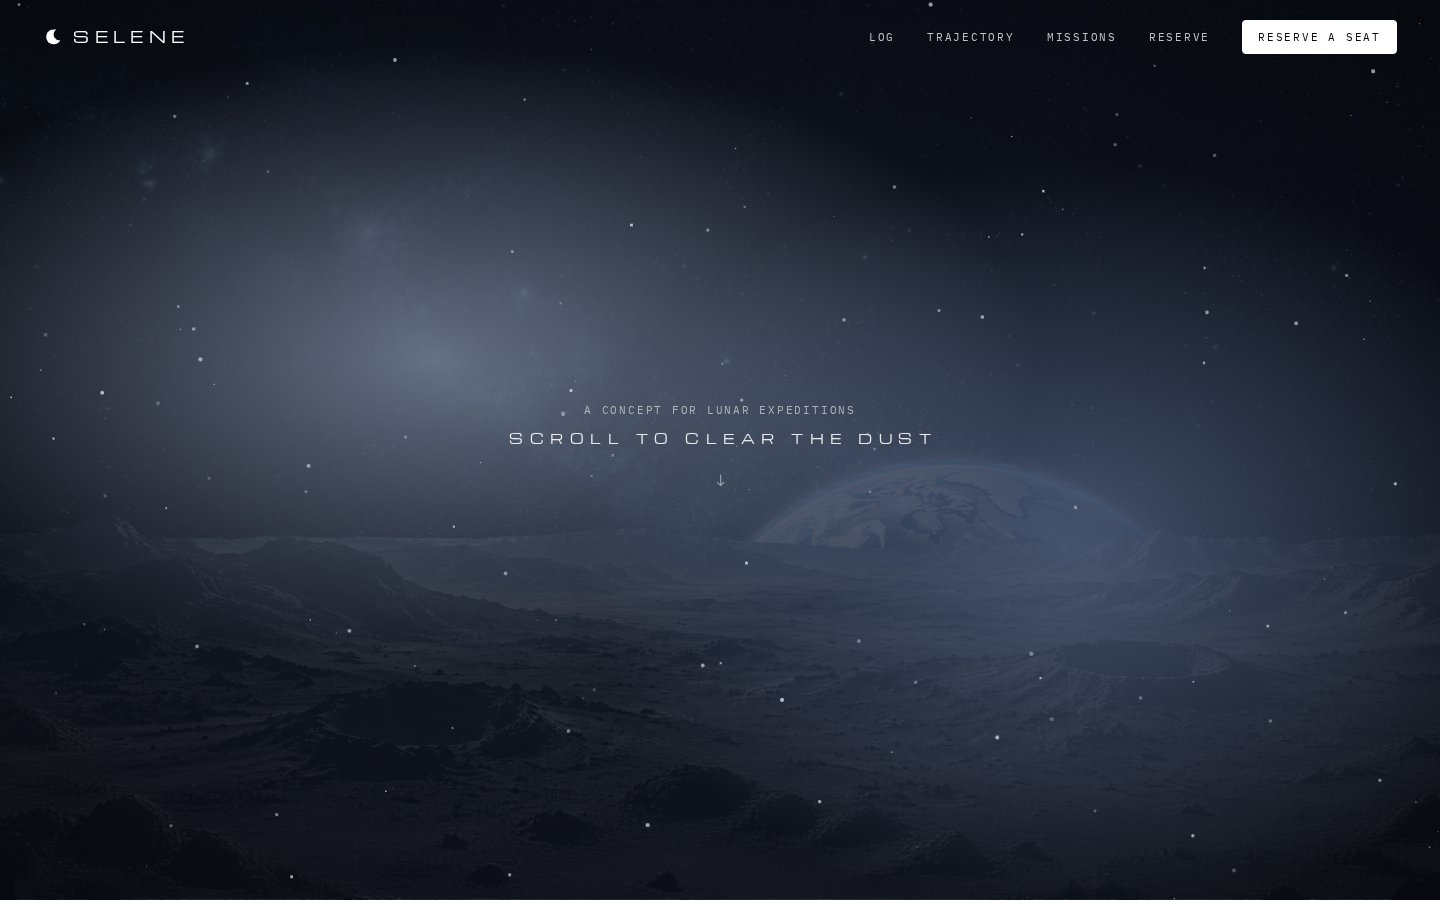 SELENE
LOG
TRAJECTORY
MISSIONS
RESERVE
RESERVE A SEAT
A CONCEPT FOR LUNAR EXPEDITIONS
SCROLL TO CLEAR THE DUST
↓